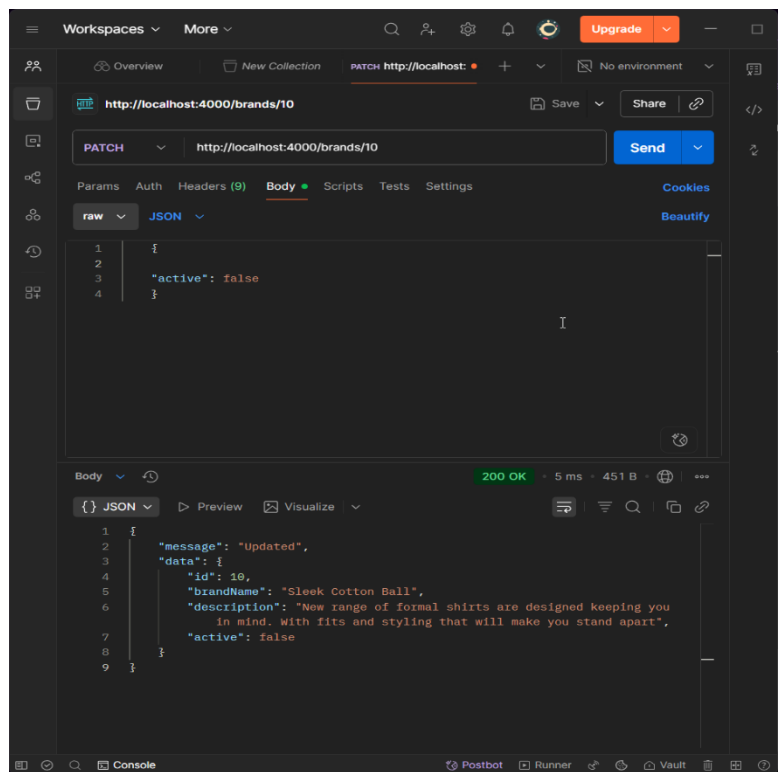 Workspaces More Upgrade
Overview New Collection PATCH http://localhost: No environment
HTTP http://localhost:4000/brands/10 Save Share
PATCH http://localhost:4000/brands/10 Send
Params Auth Headers (9) Body Scripts Tests Settings Cookies
raw JSON Beautify
1 {
2
3 "active": false
4 }
Body 200 OK 5 ms 451 B
{} JSON Preview Visualize
1 {
2 "message": "Updated",
3 "data": {
4 "id": 10,
5 "brandName": "Sleek Cotton Ball",
6 "description": "New range of formal shirts are designed keeping you
in mind. With fits and styling that will make you stand apart",
7 "active": false
8 }
9 }
Console Postbot Runner Vault